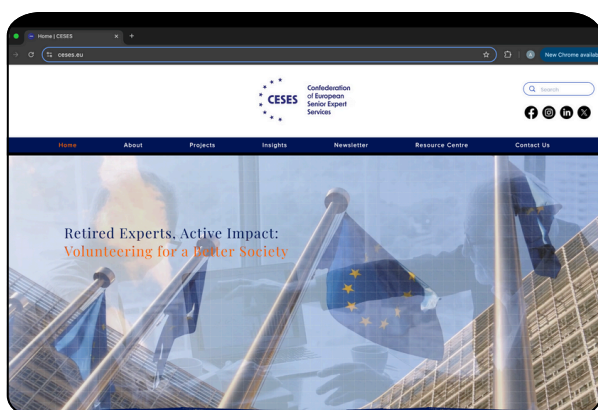 Home | CESES
ceses.eu
New Chrome availab
CESES
Confederation
of European
Senior Expert
Services
Search
Home About Projects Insights Newsletter Resource Centre Contact Us
Retired Experts, Active Impact:
Volunteering for a Better Society